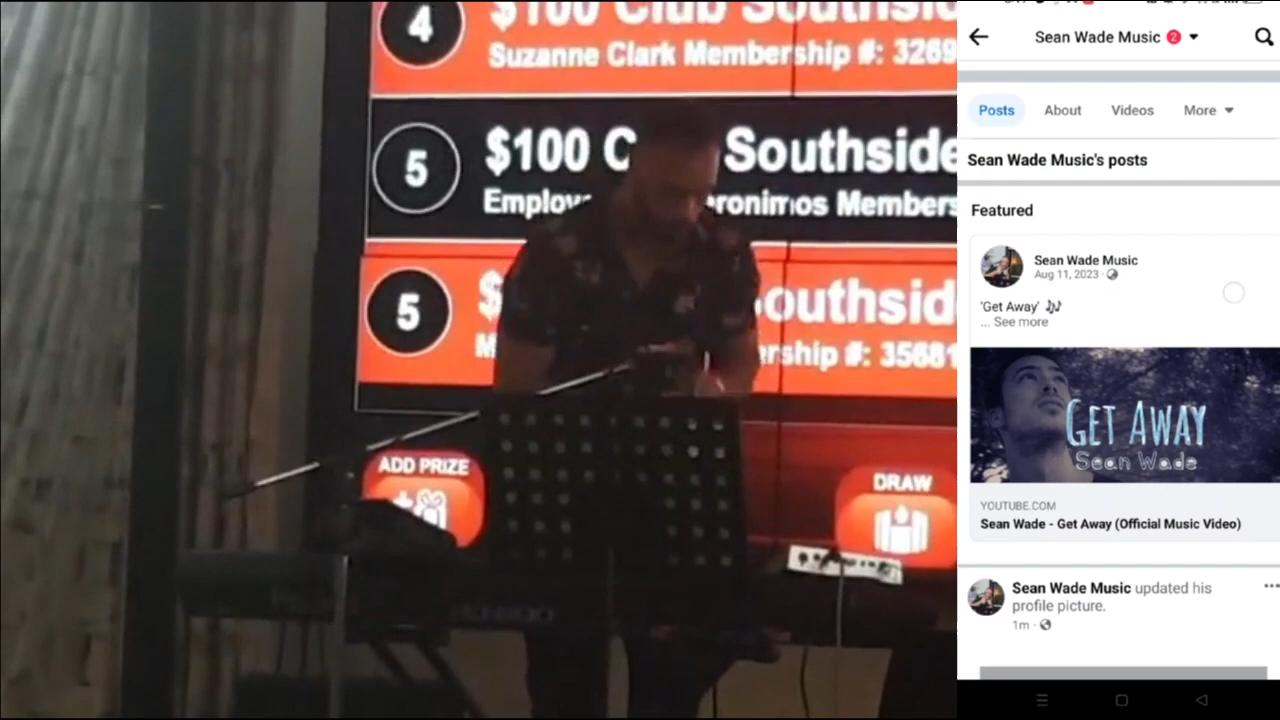 4
$100 Club Southside
Suzanne Clark Membership #: 3269
5
$100 C Southside
Employ eronimos Members
5
$ outhside
M ership #: 35681
ADD PRIZE
DRAW
Sean Wade Music 2
Posts About Videos More
Sean Wade Music's posts
Featured
Sean Wade Music
Aug 11, 2023 ·
'Get Away'
... See more
GET AWAY
Sean Wade
YOUTUBE.COM
Sean Wade - Get Away (Official Music Video)
Sean Wade Music updated his
profile picture.
1m ·